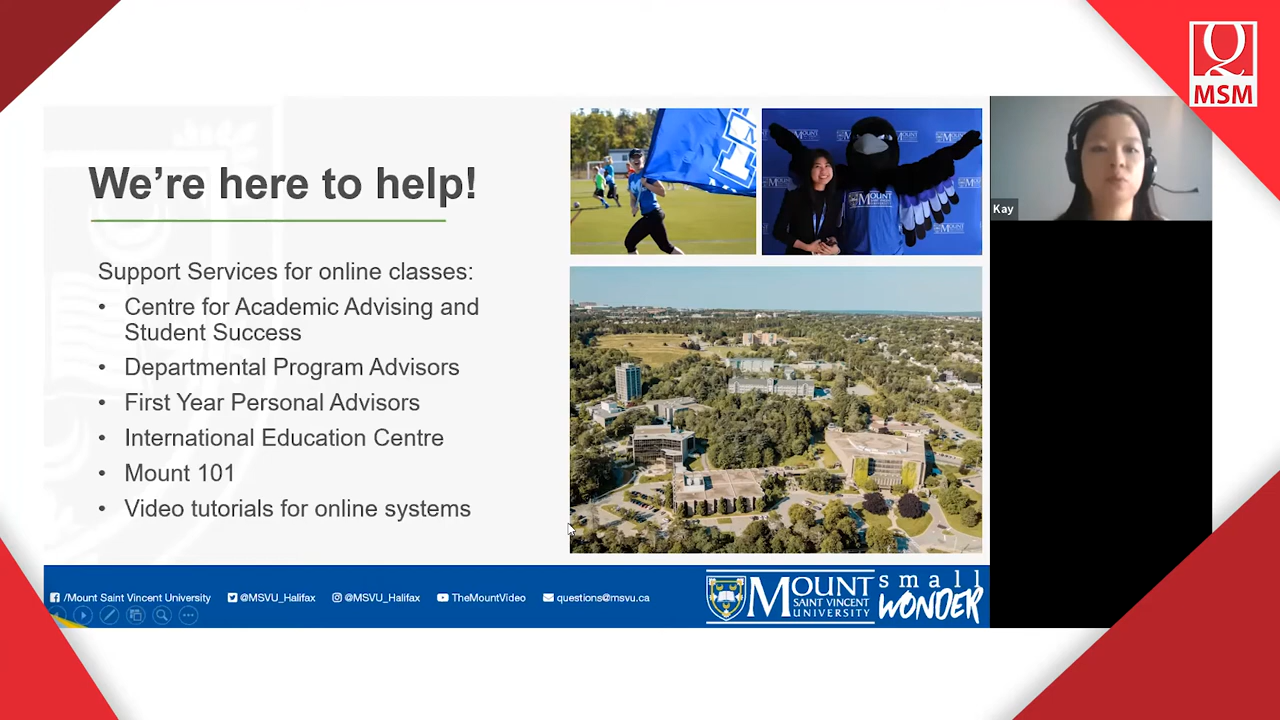 MSM
We're here to help!
Support Services for online classes:
• Centre for Academic Advising and
Student Success
• Departmental Program Advisors
• First Year Personal Advisors
• International Education Centre
• Mount 101
• Video tutorials for online systems
Kay
/Mount Saint Vincent University
@MSVU_Halifax
@MSVU_Halifax
TheMountVideo
questions@msvu.ca
MOUNT
SAINT VINCENT
UNIVERSITY
small
WONDER
MOUNT